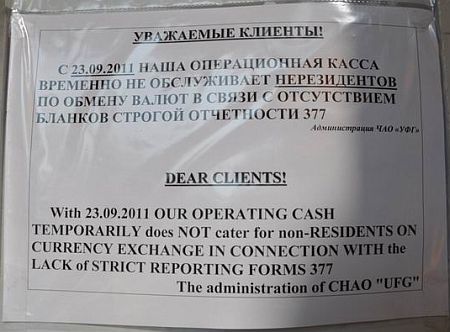 УВАЖАЕМЫЕ КЛИЕНТЫ!
С 23.09.2011 НАША ОПЕРАЦИОННАЯ КАССА
ВРЕМЕННО НЕ ОБСЛУЖИВАЕТ НЕРЕЗИДЕНТОВ
ПО ОБМЕНУ ВАЛЮТ В СВЯЗИ С ОТСУТСТВИЕМ
БЛАНКОВ СТРОГОЙ ОТЧЕТНОСТИ 377
Администрация ЧАО "УФГ"
DEAR CLIENTS!
With 23.09.2011 OUR OPERATING CASH
TEMPORARILY does NOT cater for non-RESIDENTS ON
CURRENCY EXCHANGE IN CONNECTION WITH the
LACK of STRICT REPORTING FORMS 377
The administration of CHAO "UFG"